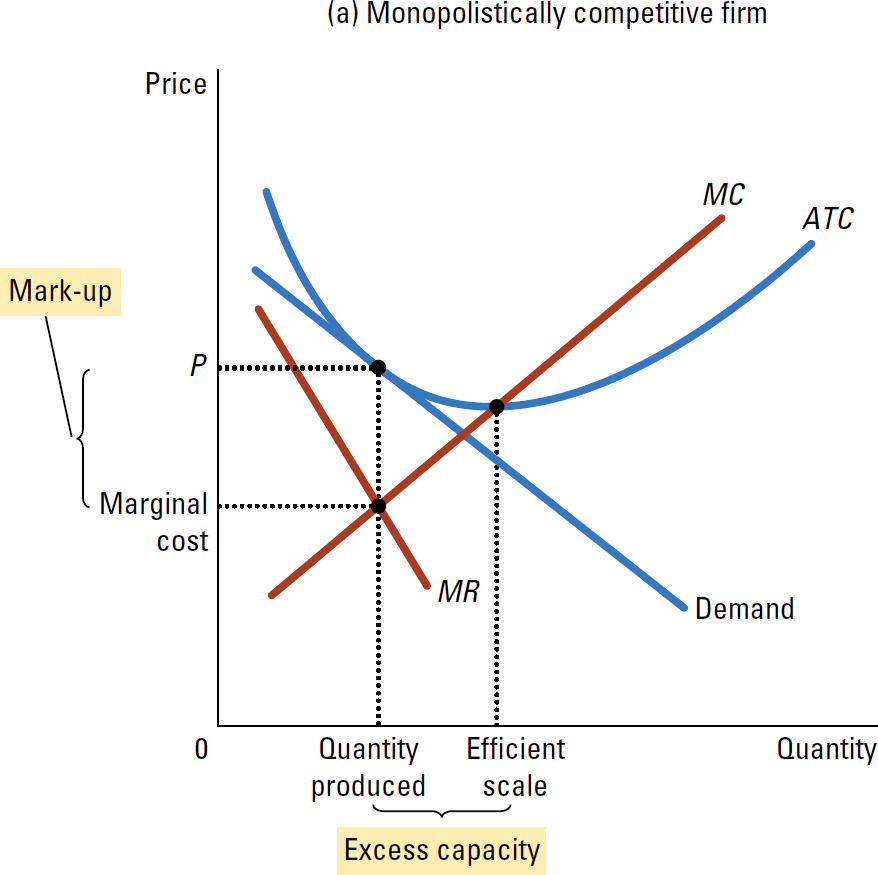 (a) Monopolistically competitive firm
Price
MC
ATC
Mark-up
P
Marginal
cost
MR
Demand
0
Quantity
produced
Efficient
scale
Quantity
Excess capacity